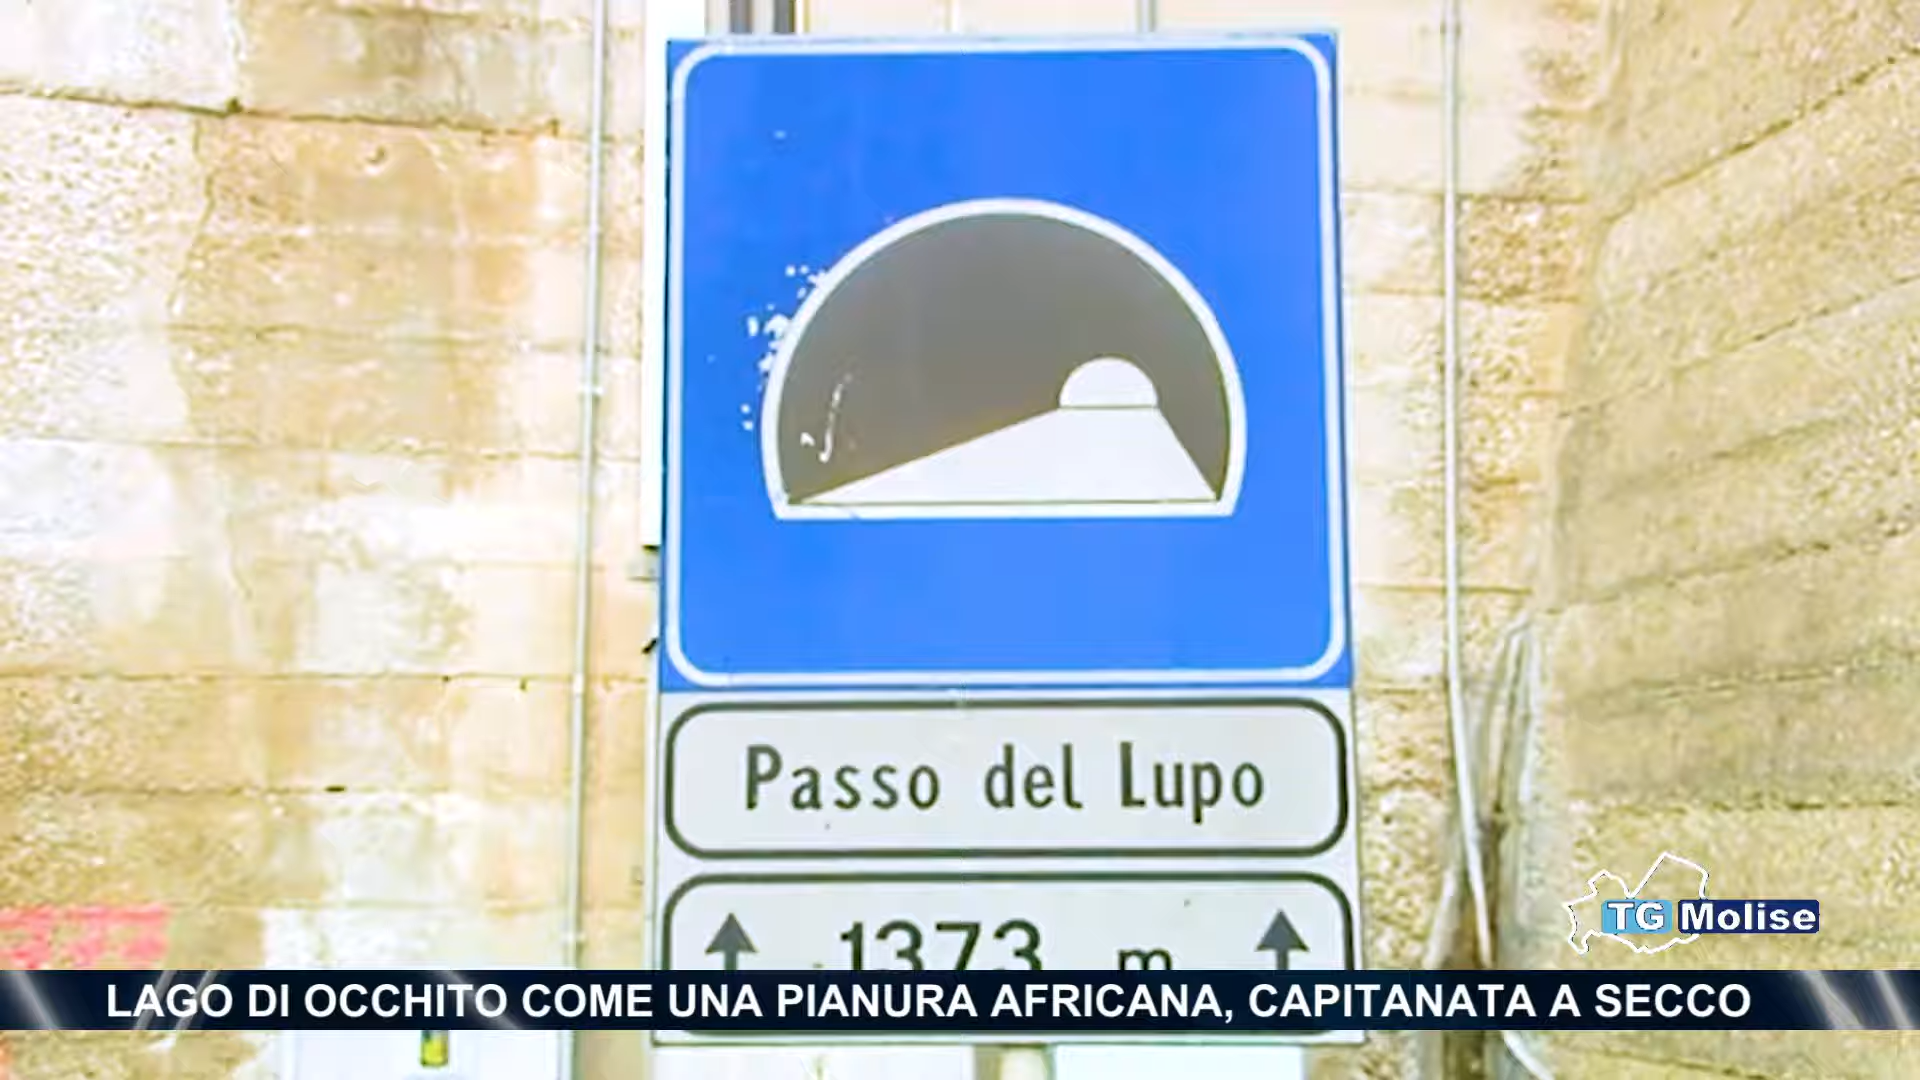 Passo del Lupo
1373 m
TG Molise
LAGO DI OCCHITO COME UNA PIANURA AFRICANA, CAPITANATA A SECCO